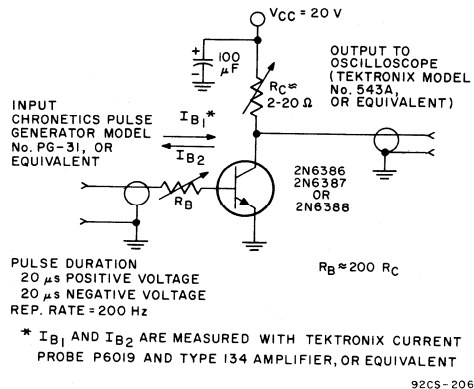 VCC = 20 V
+
100
μF
−
RC ≈
2-20 Ω
OUTPUT TO
OSCILLOSCOPE
(TEKTRONIX MODEL
No. 543A,
OR EQUIVALENT)
INPUT
CHRONETICS PULSE
GENERATOR MODEL
No. PG-31, OR
EQUIVALENT
IB1*
IB2
RB
2N6386
2N6387
OR
2N6388
PULSE DURATION
20 μs POSITIVE VOLTAGE
20 μs NEGATIVE VOLTAGE
REP. RATE = 200 Hz
RB ≈ 200 RC
* IB1 AND IB2 ARE MEASURED WITH TEKTRONIX CURRENT
PROBE P6019 AND TYPE 134 AMPLIFIER, OR EQUIVALENT
92CS-206